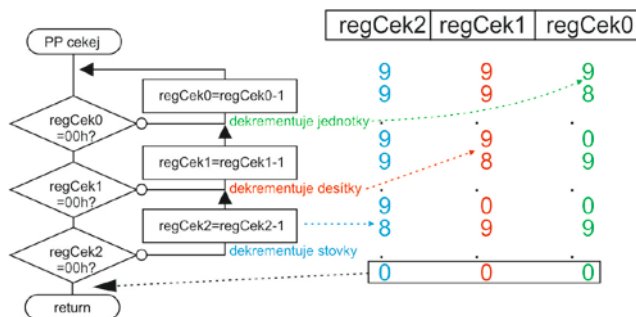 PP cekej
regCek0=regCek0-1
regCek0
=00h?
dekrementuje jednotky
regCek1=regCek1-1
regCek1
=00h?
dekrementuje desítky
regCek2=regCek2-1
regCek2
=00h?
dekrementuje stovky
return
regCek2 regCek1 regCek0
9 9 9
9 9 8
. . .
9 9 0
9 8 9
. . .
9 0 0
8 9 9
. . .
0 0 0